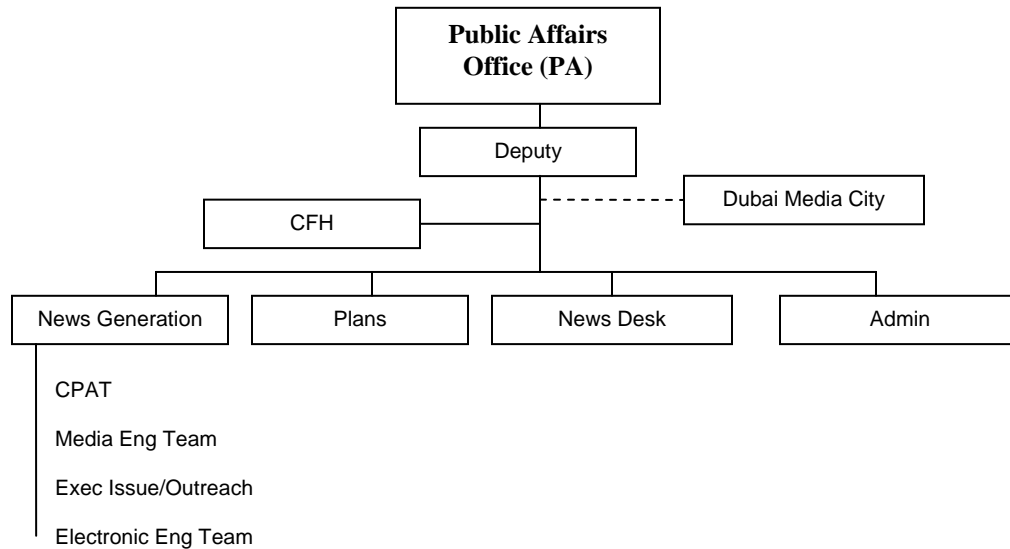 Public Affairs
Office (PA)
Deputy
Dubai Media City
CFH
News Generation
Plans
News Desk
Admin
CPAT
Media Eng Team
Exec Issue/Outreach
Electronic Eng Team